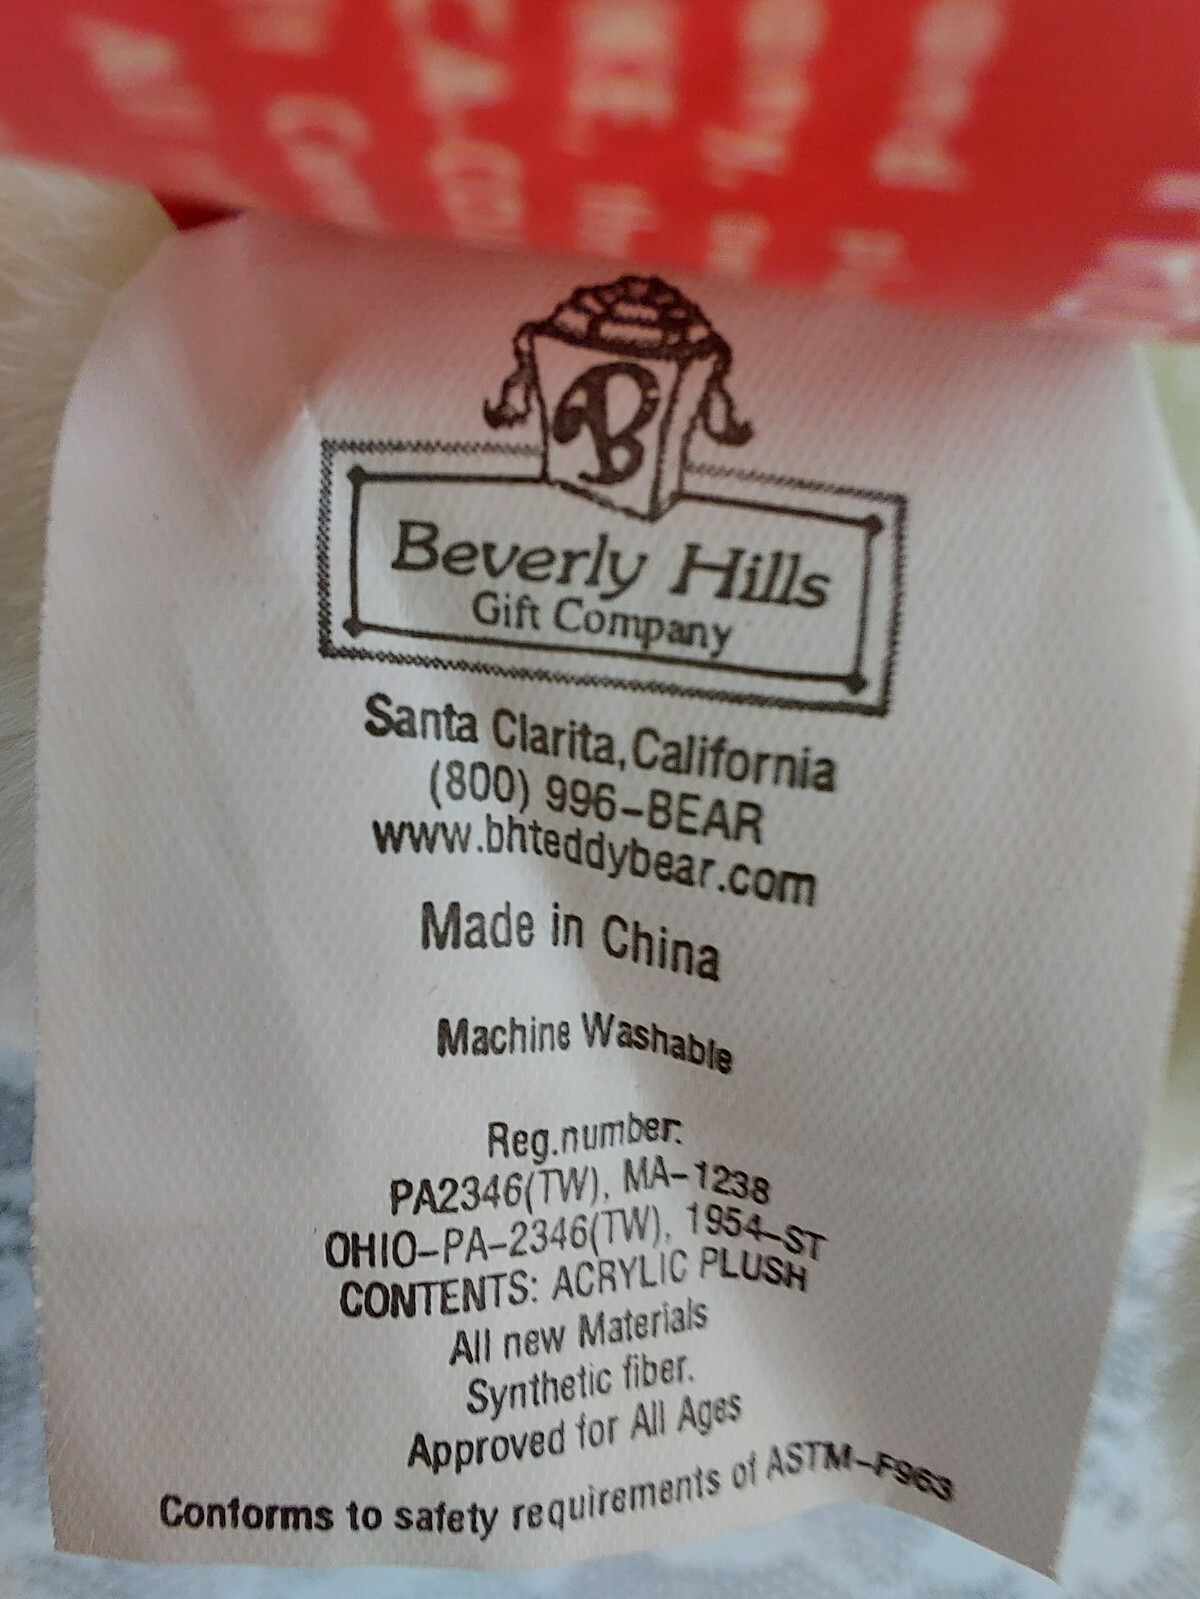 B
Beverly Hills
Gift Company
Santa Clarita, California
(800) 996-BEAR
www.bhteddybear.com
Made in China
Machine Washable
Reg.number:
PA2346(TW), MA-1238
OHIO-PA-2346(TW), 1954-ST
CONTENTS: ACRYLIC PLUSH
All new Materials
Synthetic fiber.
Approved for All Ages
Conforms to safety requirements of ASTM-F963